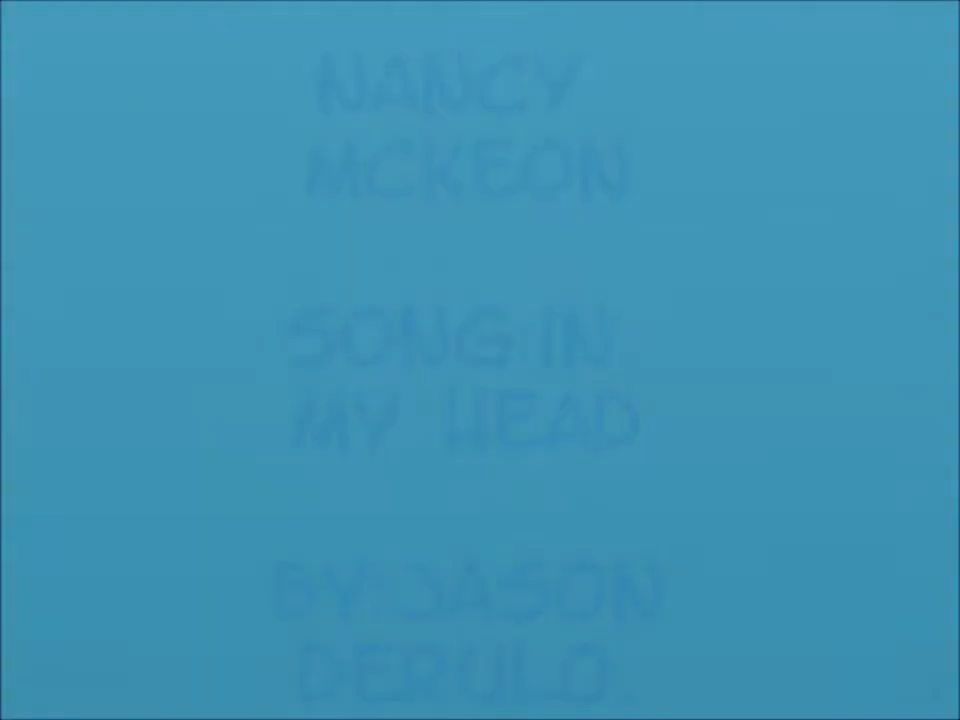 NANCY
MCKEON
SONG IN
MY HEAD
BY: JASON
DERULO